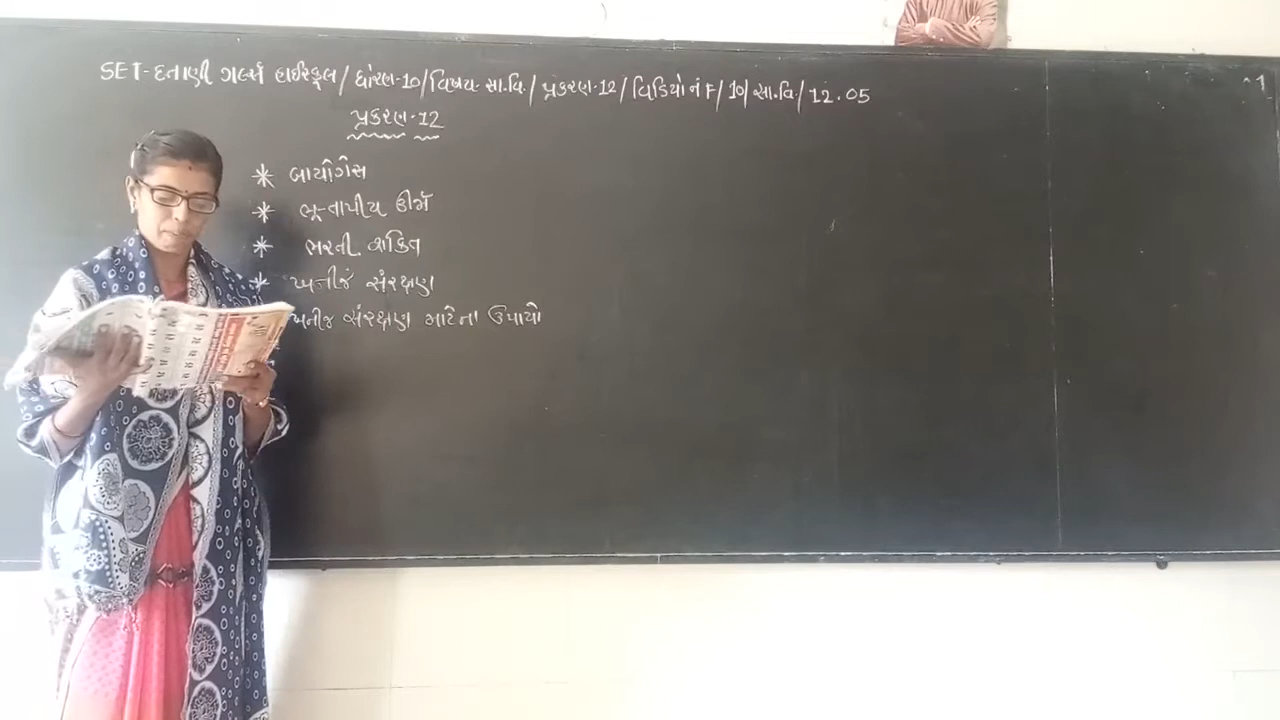 SET-દતાણી ગર્લ્સ હાઈસ્કૂલ/ ધોરણ-10/વિષય-સા.વિ./ પ્રકરણ-12/ વિડિયો નં F/ 10/ સા.વિ/ 12.05
પ્રકરણ-12
* બાયોગેસ
* ભૂ-તાપીય ઊર્જા
* ભરતી શક્તિ
* ખનીજ સંરક્ષણ
ખનીજ સંરક્ષણ માટેના ઉપાયો